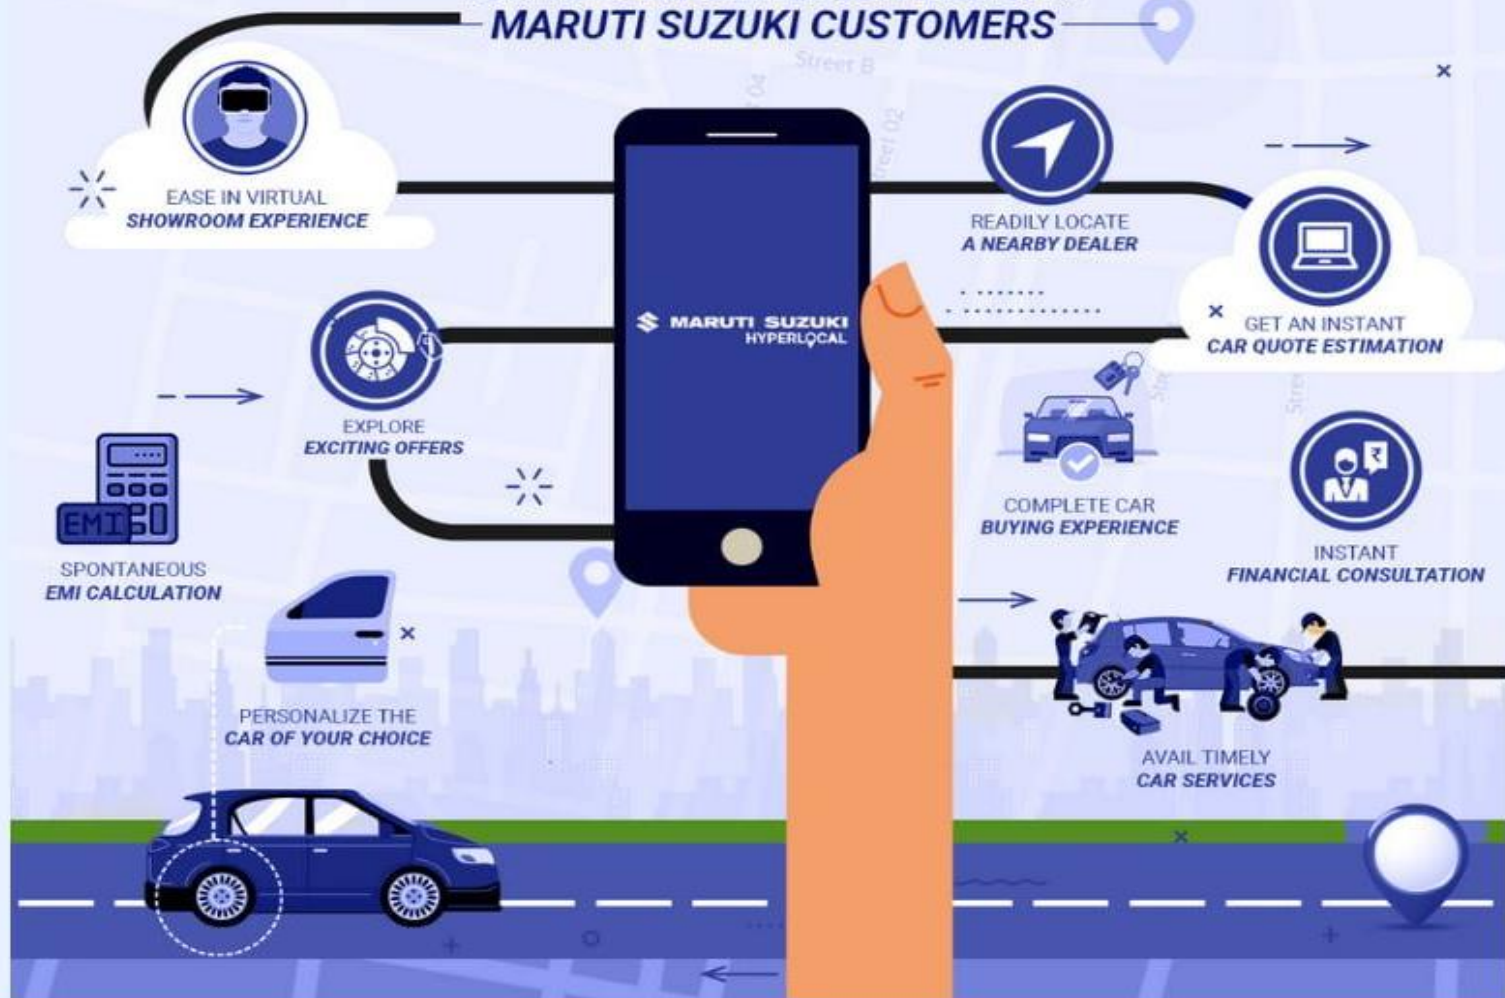 MARUTI SUZUKI CUSTOMERS
Street B
EASE IN VIRTUAL
SHOWROOM EXPERIENCE
READILY LOCATE
A NEARBY DEALER
GET AN INSTANT
CAR QUOTE ESTIMATION
MARUTI SUZUKI
HYPERLOCAL
EXPLORE
EXCITING OFFERS
EMI
SPONTANEOUS
EMI CALCULATION
COMPLETE CAR
BUYING EXPERIENCE
₹
INSTANT
FINANCIAL CONSULTATION
PERSONALIZE THE
CAR OF YOUR CHOICE
AVAIL TIMELY
CAR SERVICES